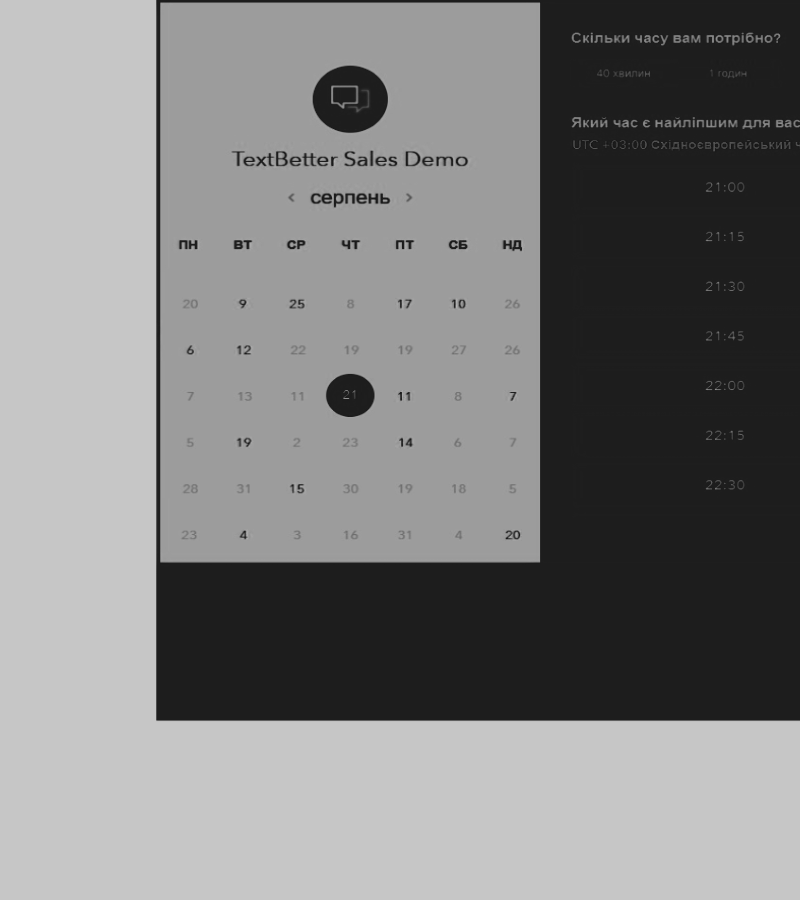 TextBetter Sales Demo
серпень
ПН ВТ СР ЧТ ПТ СБ НД
20 9 25 8 17 10 26
6 12 22 19 19 27 26
7 13 11 21 11 8 7
5 19 2 23 14 6 7
28 31 15 30 19 18 5
23 4 3 16 31 4 20
Скільки часу вам потрібно?
40 хвилин 1 годин
Який час є найліпшим для вас
UTC +03:00 Східноєвропейський ч
21:00
21:15
21:30
21:45
22:00
22:15
22:30